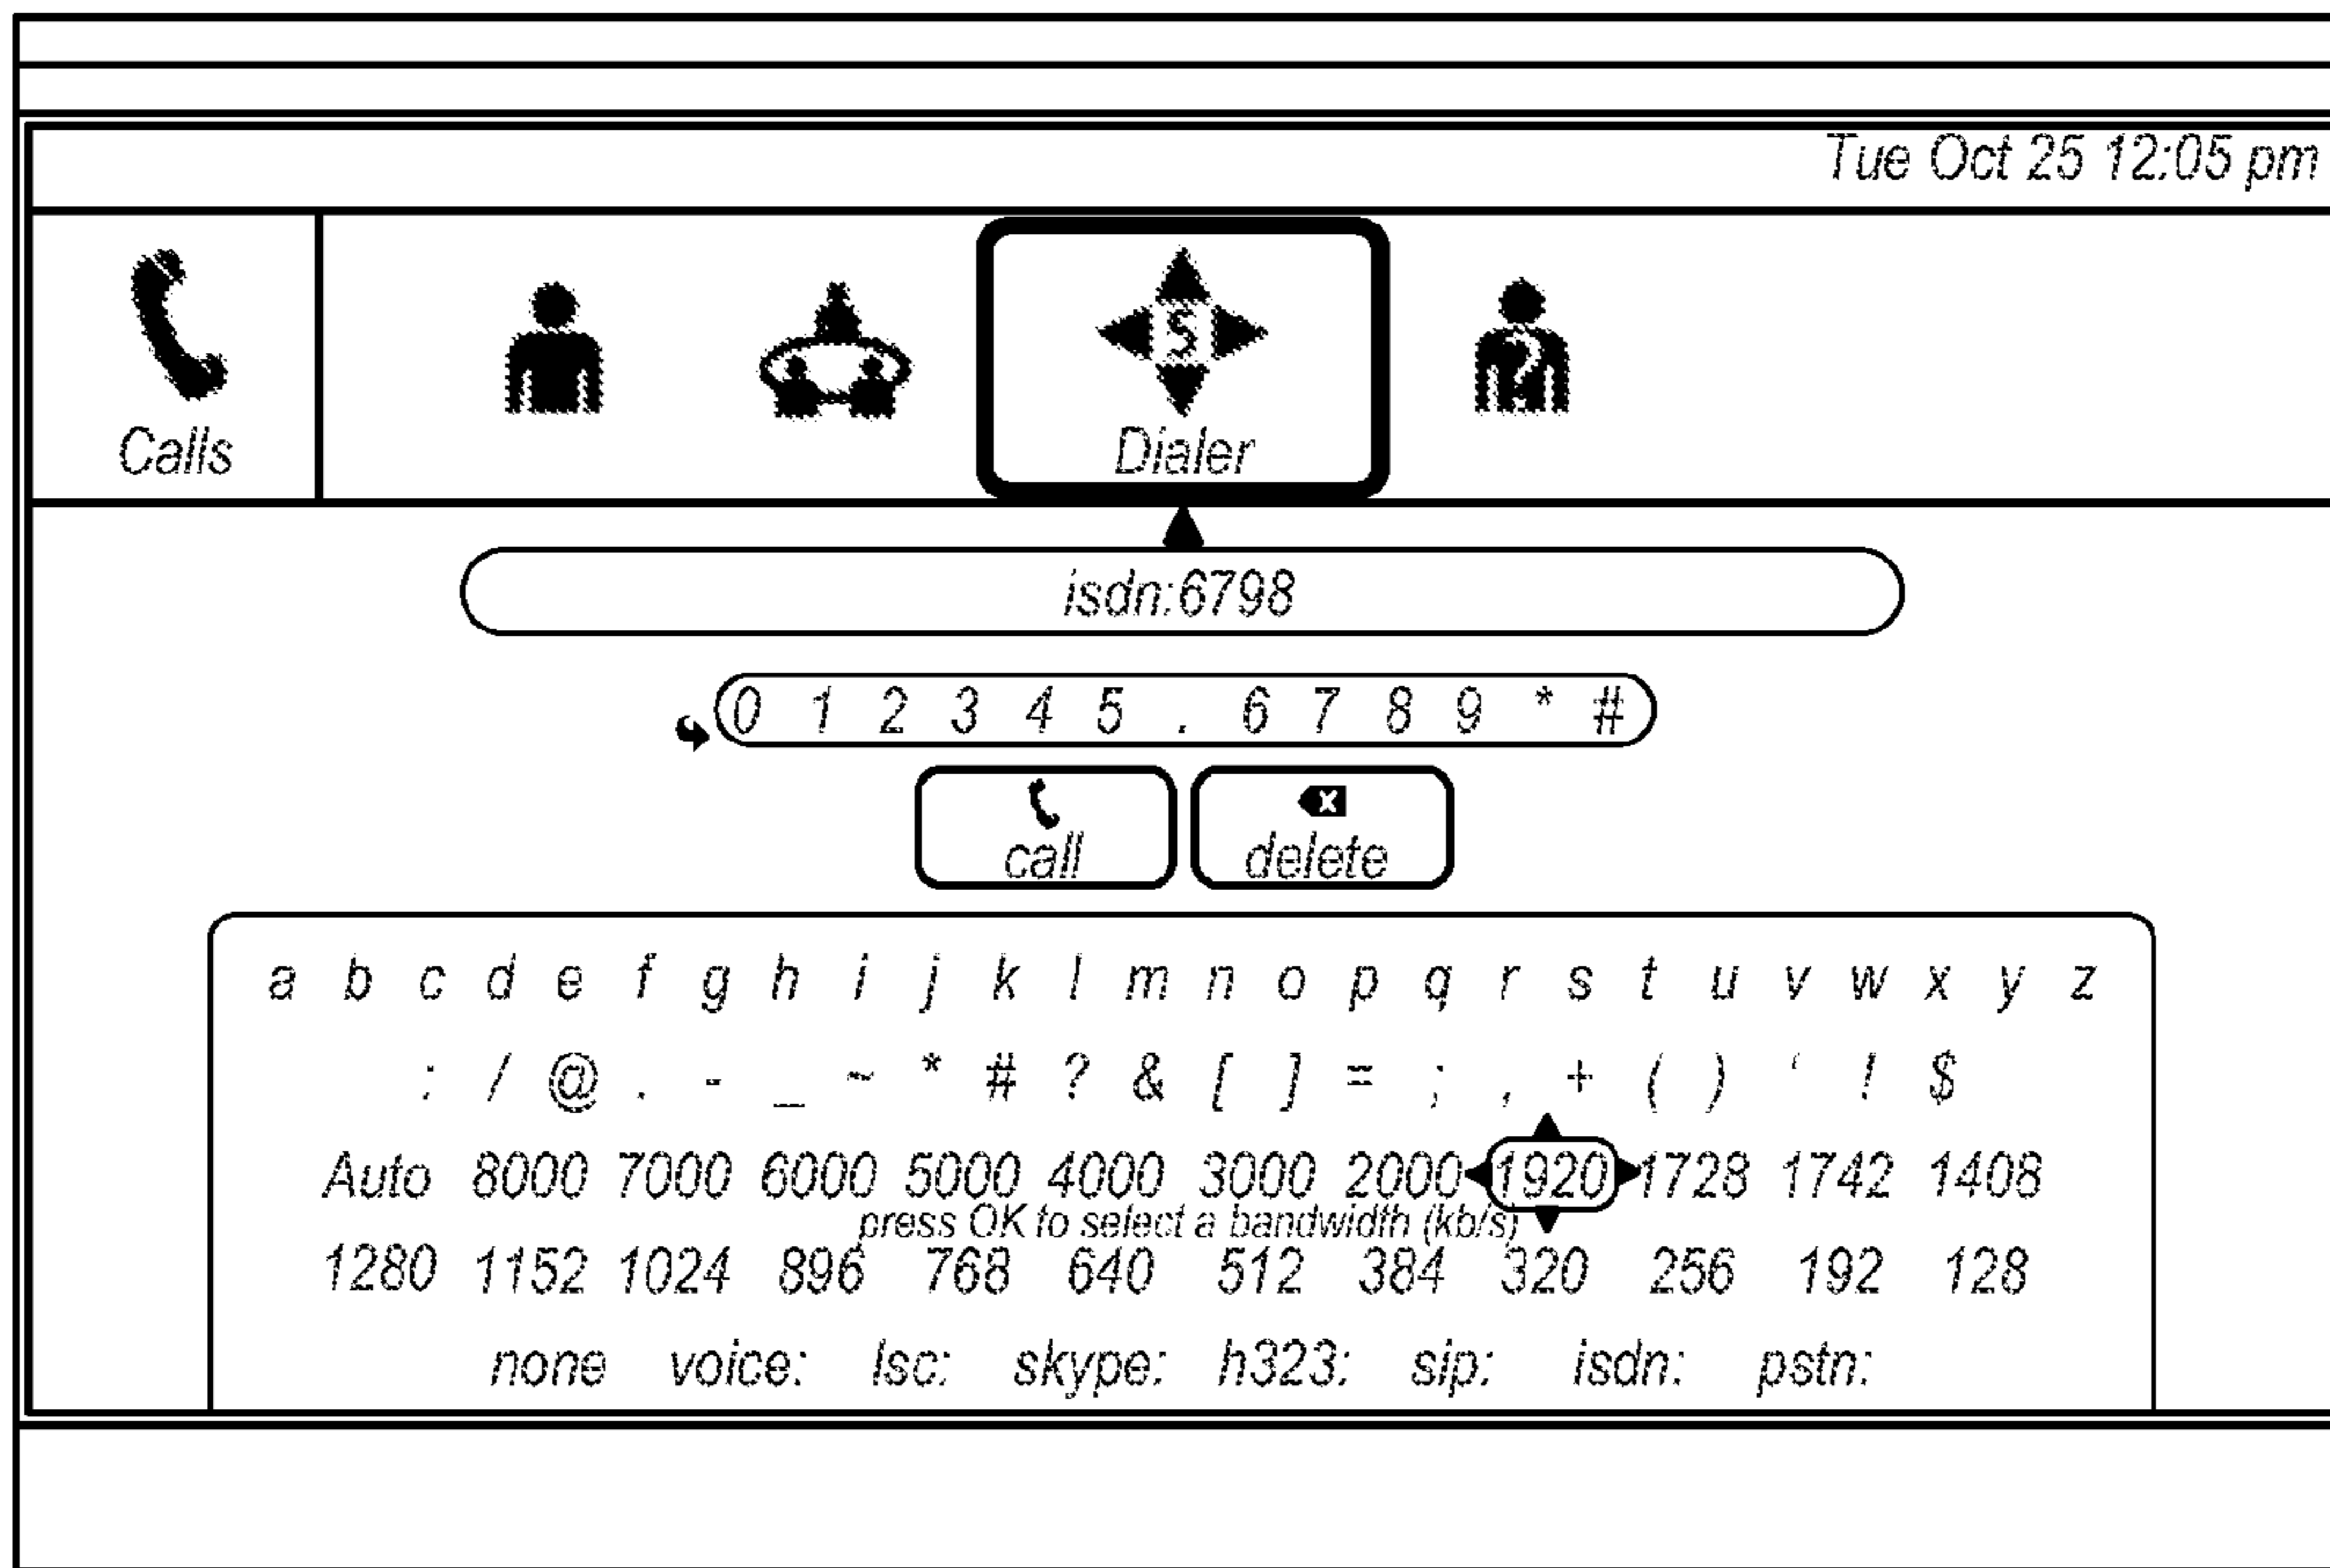 Tue Oct 25 12:05 pm
Calls
Dialer
isdn:6798
0 1 2 3 4 5 . 6 7 8 9 * #
call delete
a b c d e f g h i j k l m n o p q r s t u v w x y z
: / @ . - _ ~ * # ? & [ ] = ; , + ( ) ‘ ! $
Auto 8000 7000 6000 5000 4000 3000 2000 1920 1728 1742 1408
press OK to select a bandwidth (kb/s)
1280 1152 1024 896 768 640 512 384 320 256 192 128
none voice: lsc: skype: h323: sip: isdn: pstn: